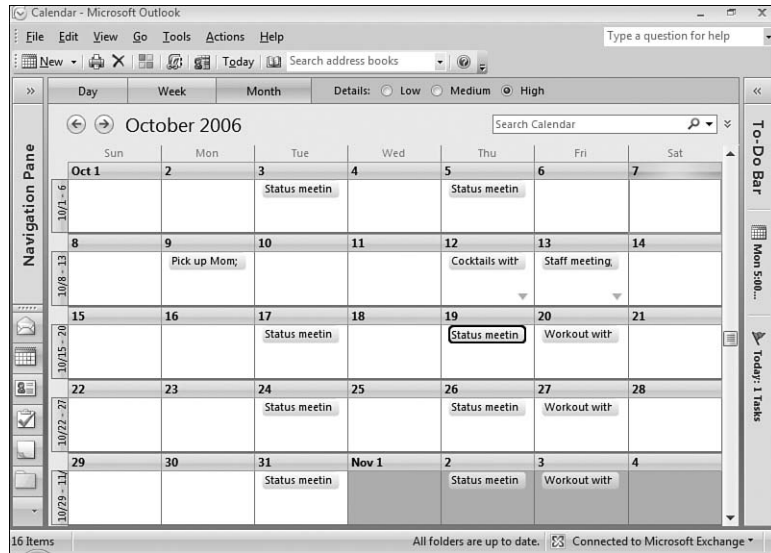 Calendar - Microsoft Outlook
File Edit View Go Tools Actions Help
Type a question for help
New Today Search address books
Day Week Month Details: Low Medium High
October 2006
Search Calendar
Sun Mon Tue Wed Thu Fri Sat
Oct 1 2 3 4 5 6 7
Status meetin Status meetin
10/1 - 6
8 9 10 11 12 13 14
Pick up Mom; Cocktails with Staff meeting,
10/8 - 13
15 16 17 18 19 20 21
Status meetin Status meetin Workout with
10/15 - 20
22 23 24 25 26 27 28
Status meetin Status meetin Workout with
10/22 - 27
29 30 31 Nov 1 2 3 4
Status meetin Status meetin Workout with
10/29 - 11/
Navigation Pane
To-Do Bar
Mon 5:00...
Today: 1 Tasks
16 Items
All folders are up to date. Connected to Microsoft Exchange